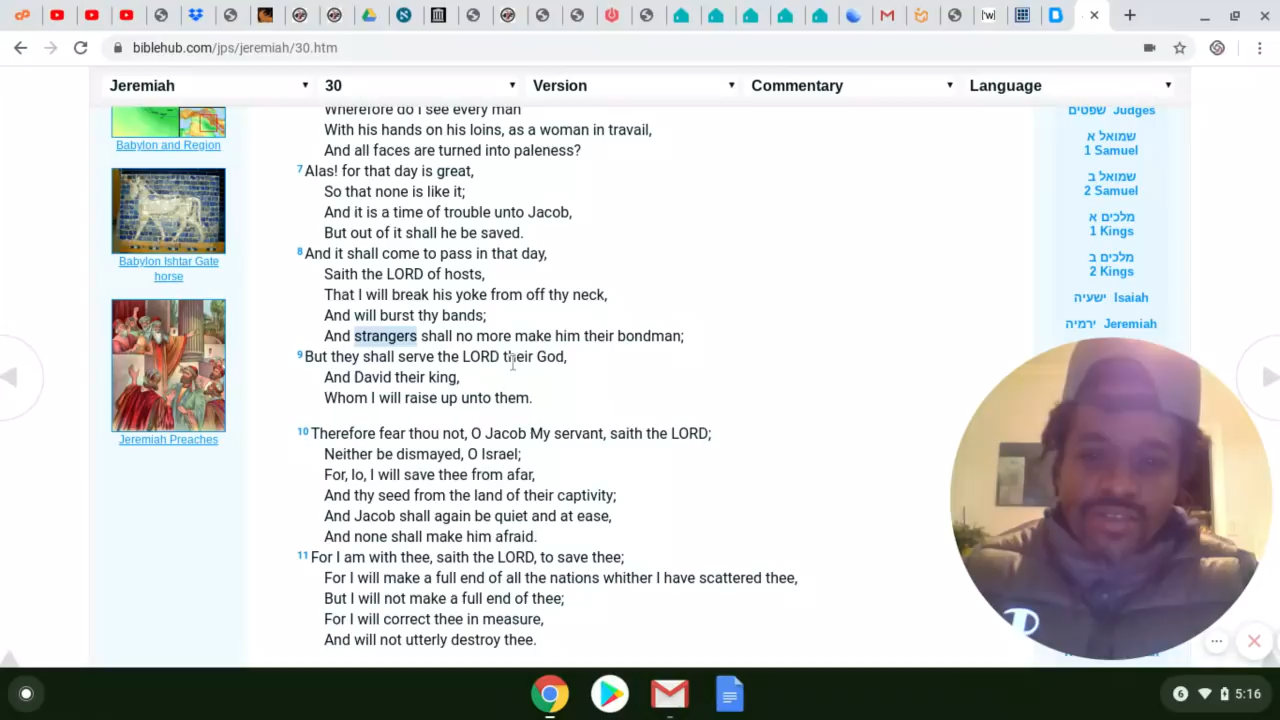 biblehub.com/jps/jeremiah/30.htm
Jeremiah
30
Version
Commentary
Language
Babylon and Region
Babylon Ishtar Gate
horse
Jeremiah Preaches
Wherefore do I see every man
With his hands on his loins, as a woman in travail,
And all faces are turned into paleness?
7 Alas! for that day is great,
So that none is like it;
And it is a time of trouble unto Jacob,
But out of it shall he be saved.
8 And it shall come to pass in that day,
Saith the LORD of hosts,
That I will break his yoke from off thy neck,
And will burst thy bands;
And strangers shall no more make him their bondman;
9 But they shall serve the LORD their God,
And David their king,
Whom I will raise up unto them.
10 Therefore fear thou not, O Jacob My servant, saith the LORD;
Neither be dismayed, O Israel;
For, lo, I will save thee from afar,
And thy seed from the land of their captivity;
And Jacob shall again be quiet and at ease,
And none shall make him afraid.
11 For I am with thee, saith the LORD, to save thee;
For I will make a full end of all the nations whither I have scattered thee,
But I will not make a full end of thee;
For I will correct thee in measure,
And will not utterly destroy thee.
שפטים Judges
שמואל א
1 Samuel
שמואל ב
2 Samuel
מלכים א
1 Kings
מלכים ב
2 Kings
ישעיה Isaiah
ירמיה Jeremiah
6
5:16